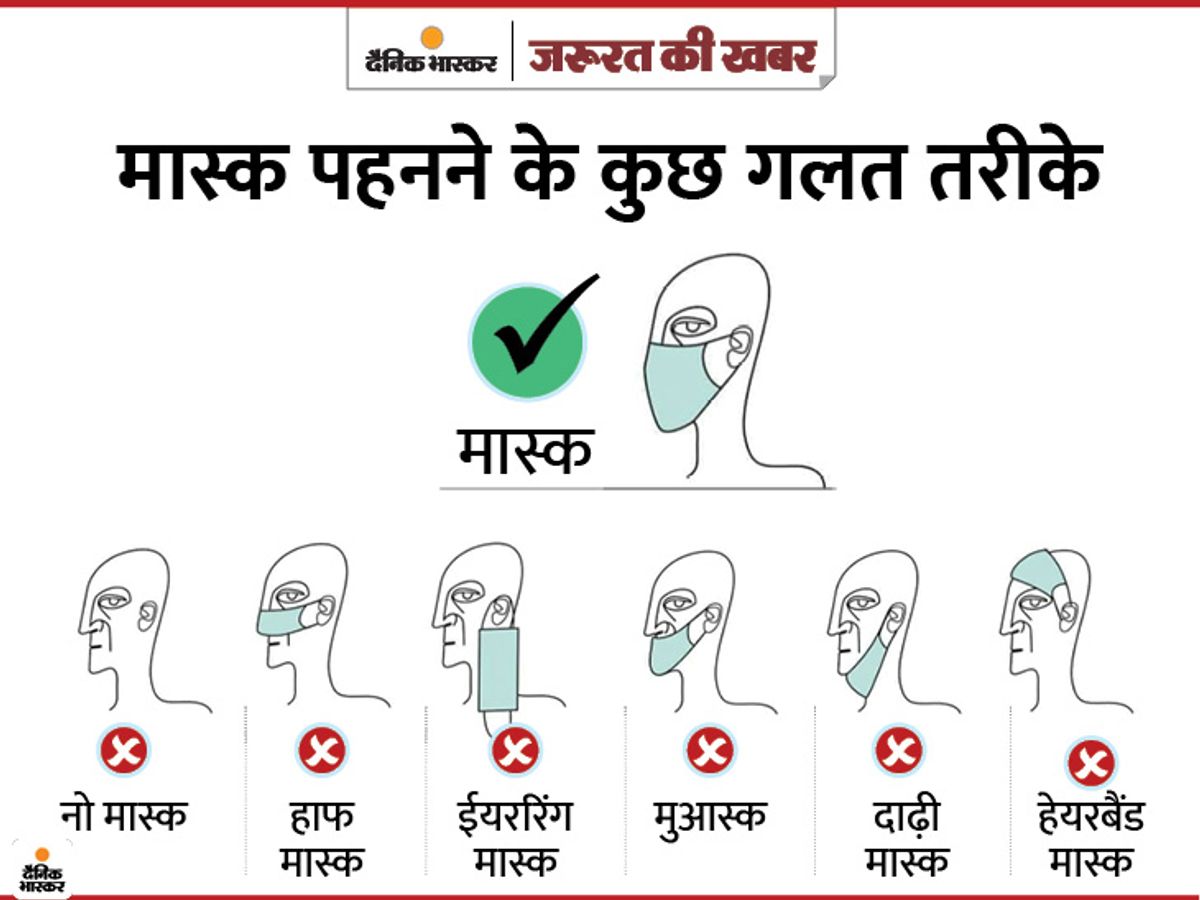 दैनिक भास्कर जरूरत की खबर
मास्क पहनने के कुछ गलत तरीके
मास्क
नो मास्क
हाफ
मास्क
ईयररिंग
मास्क
मुआस्क
दाढ़ी
मास्क
हेयरबैंड
मास्क
दैनिक
भास्कर